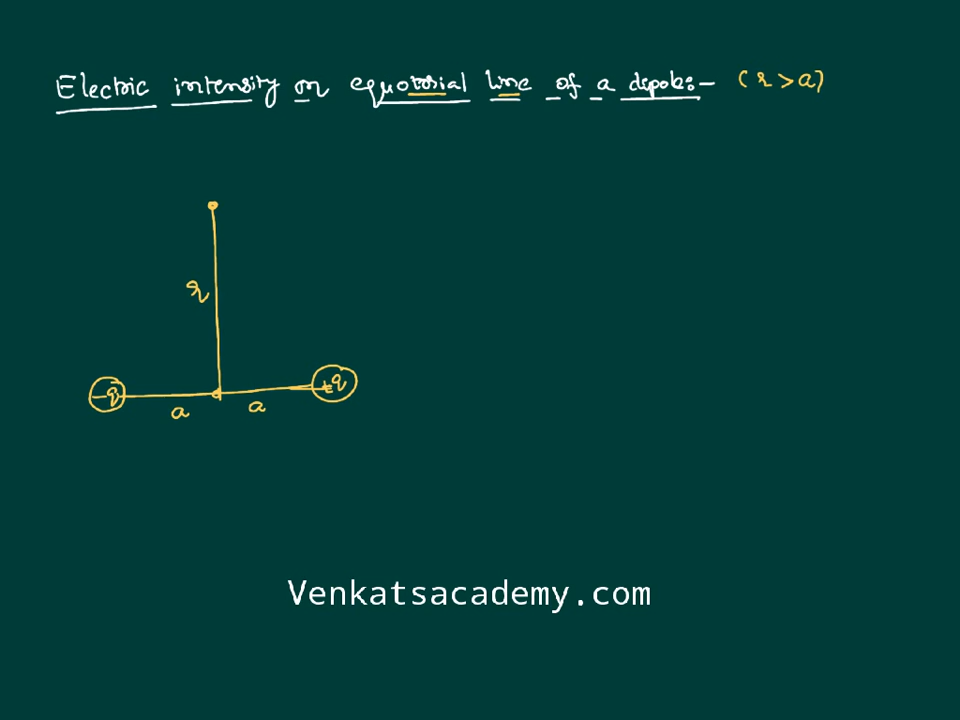 Electric intensity on equotorial line of a dipole:- (r > a)
r
-q
+q
a
a
Venkatsacademy.com